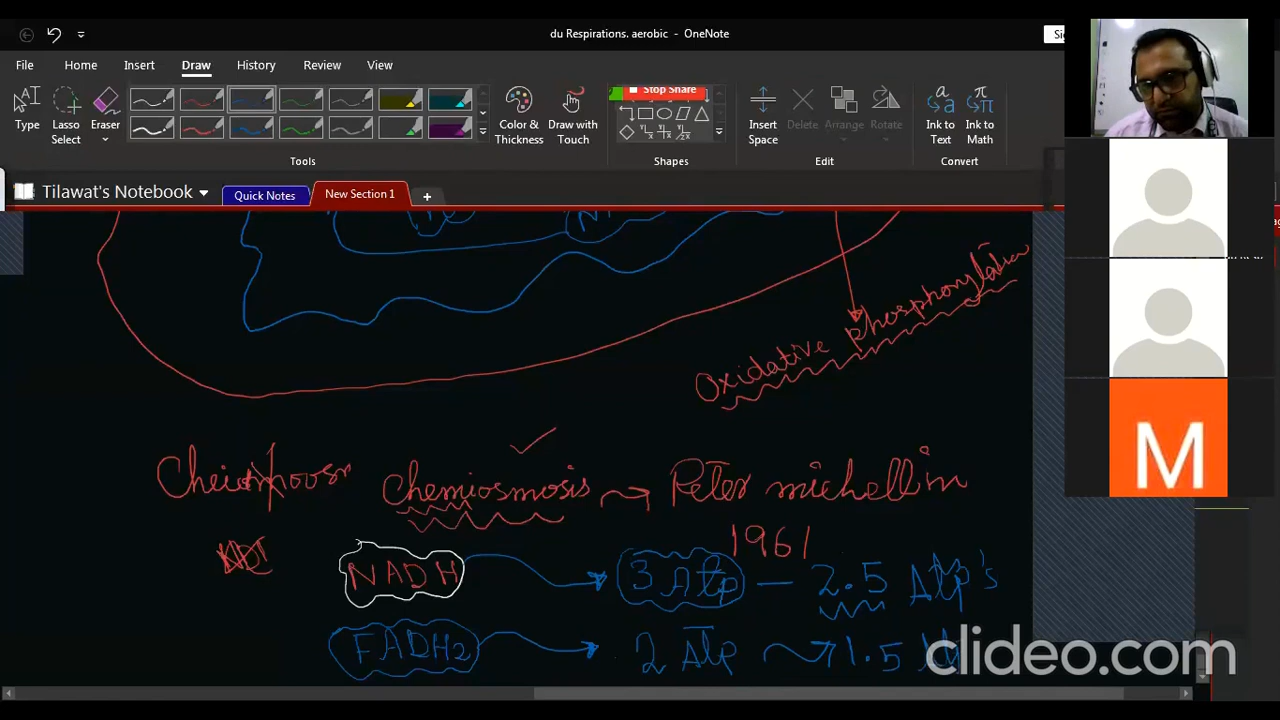 du Respirations. aerobic - OneNote
File Home Insert Draw History Review View
Stop Share
Type Lasso Select Eraser Color & Thickness Draw with Touch Insert Space Delete Arrange Rotate Ink to Text Ink to Math
Tools Shapes Edit Convert
Tilawat's Notebook Quick Notes New Section 1 +
Oxidative phosphorylation
Chemiosmosis → Peter michellin
1961
NADH → 3 Atp — 2.5 Atp's
FADH2 → 2 Atp → 1.5
M
clideo.com